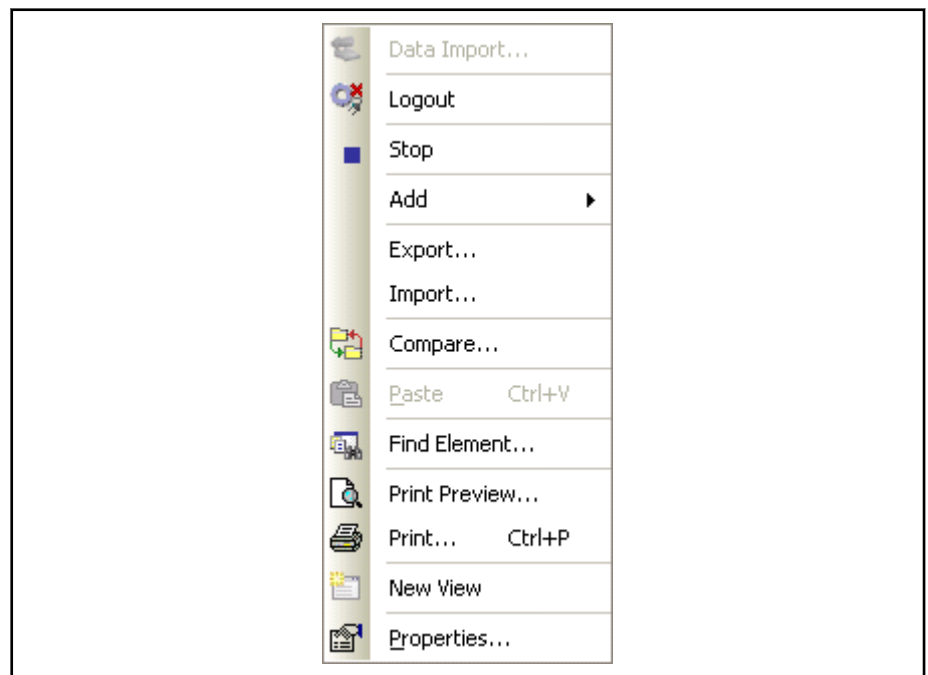 Data Import...
Logout
Stop
Add
Export...
Import...
Compare...
Paste Ctrl+V
Find Element...
Print Preview...
Print... Ctrl+P
New View
Properties...